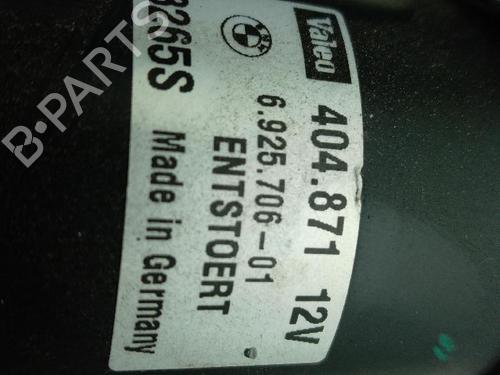 Valeo
404.871 12V
6.925.706-01
ENTSTOERT
3265S Made in Germany
B-PARTS